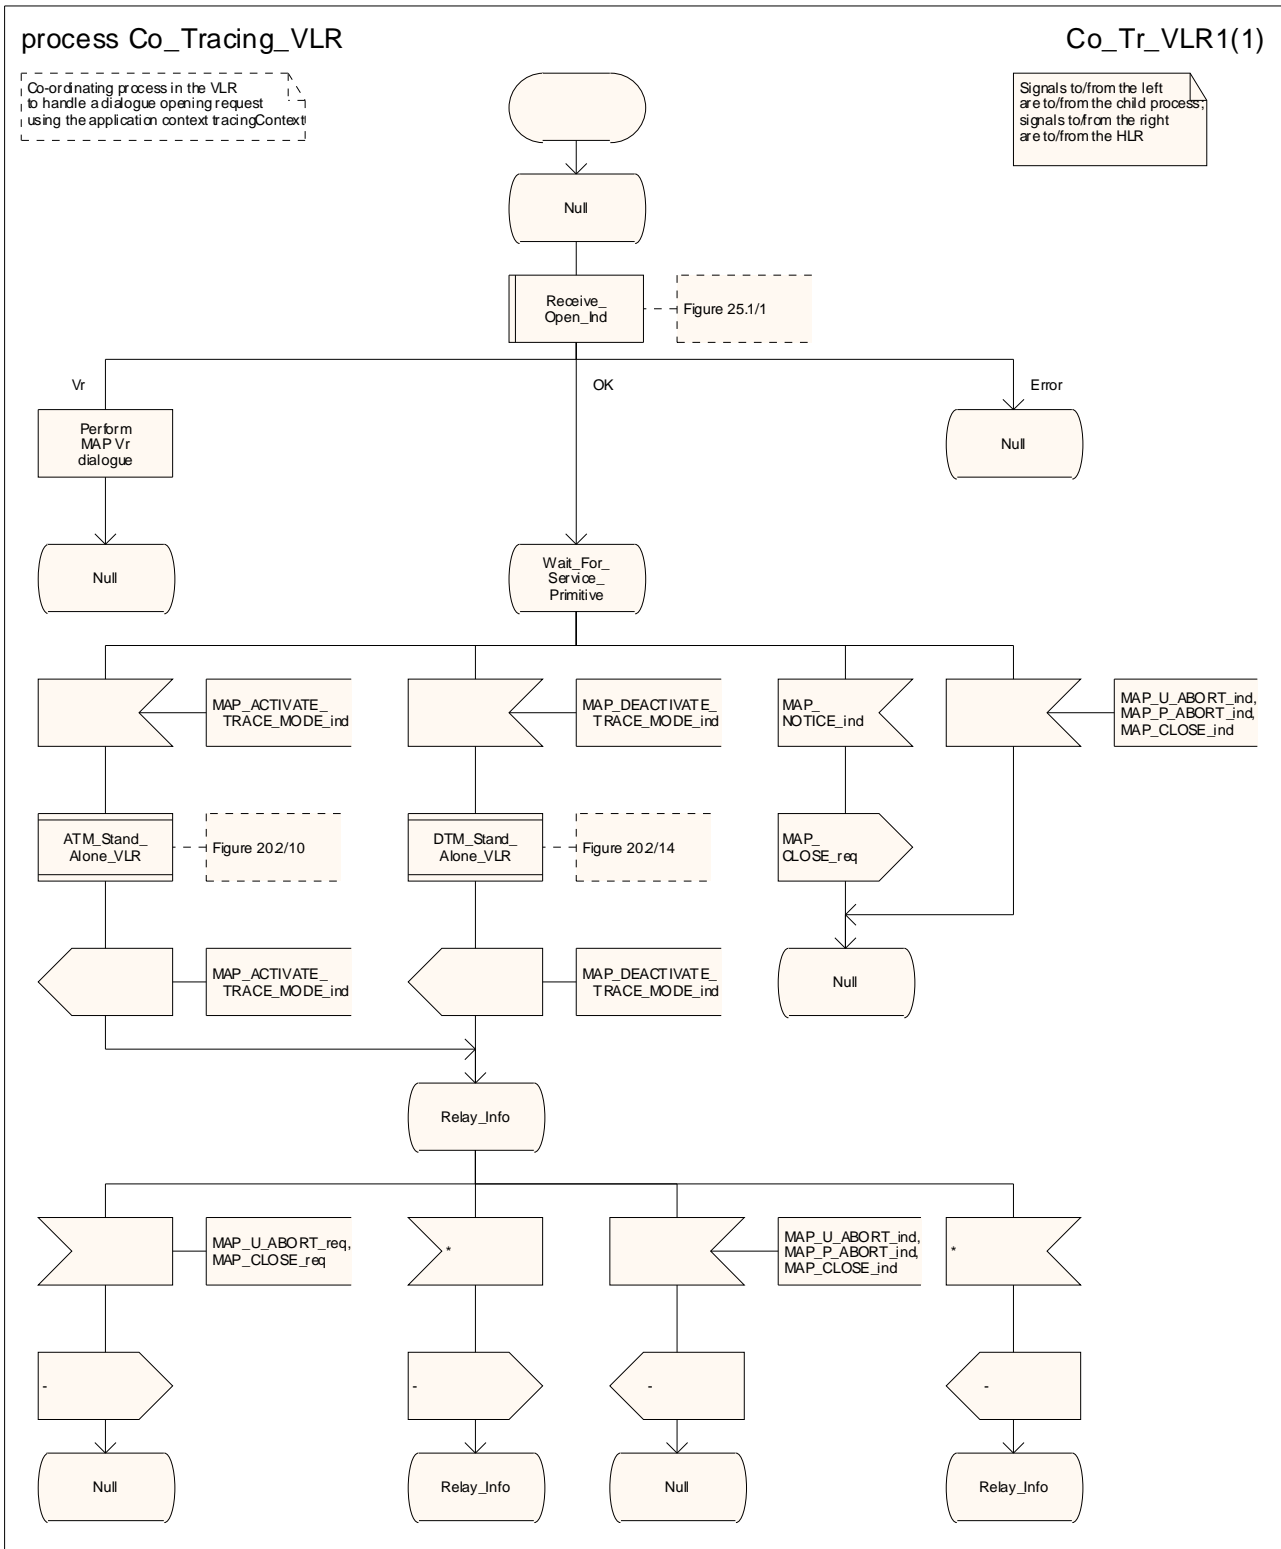 process Co_Tracing_VLR
Co_Tr_VLR1(1)
Co-ordinating process in the VLR
to handle a dialogue opening request
using the application context tracingContext
Signals to/from the left
are to/from the child process;
signals to/from the right
are to/from the HLR
Null
Receive_
Open_Ind
Figure 25.1/1
Vr
OK
Error
Perform
MAP Vr
dialogue
Null
Null
Wait_For_
Service_
Primitive
MAP_ACTIVATE_
TRACE_MODE_ind
MAP_DEACTIVATE_
TRACE_MODE_ind
MAP_
NOTICE_ind
MAP_U_ABORT_ind,
MAP_P_ABORT_ind,
MAP_CLOSE_ind
ATM_Stand_
Alone_VLR
Figure 20.2/10
DTM_Stand_
Alone_VLR
Figure 20.2/14
MAP_
CLOSE_req
MAP_ACTIVATE_
TRACE_MODE_ind
MAP_DEACTIVATE_
TRACE_MODE_ind
Null
Relay_Info
MAP_U_ABORT_req,
MAP_CLOSE_req
*
MAP_U_ABORT_ind,
MAP_P_ABORT_ind,
MAP_CLOSE_ind
*
-
-
-
-
Null
Relay_Info
Null
Relay_Info